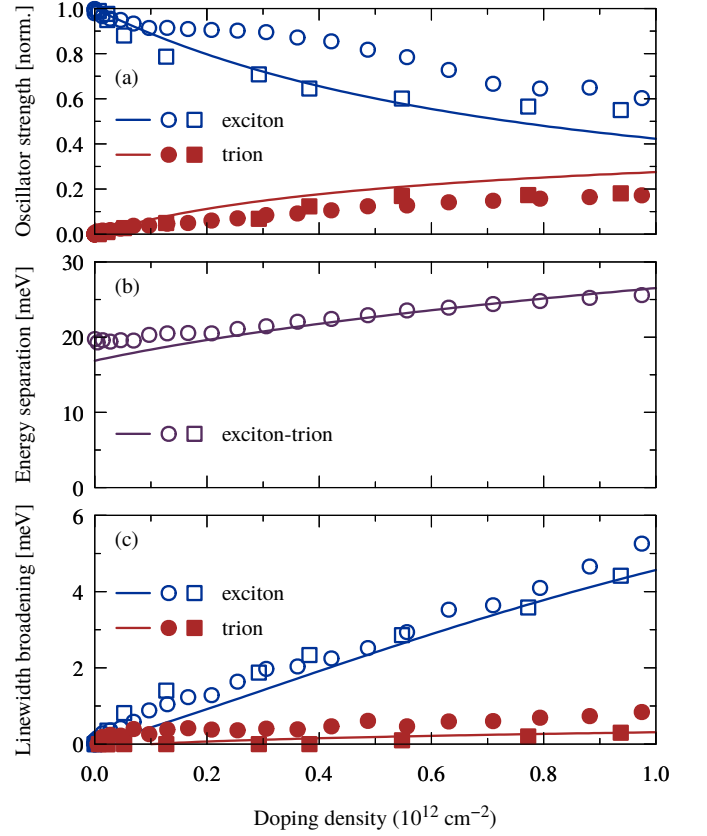 Oscillator strength [norm.]
1.0
0.8
0.6
0.4
0.2
0.0
(a)
exciton
trion
Energy separation [meV]
30
20
10
0
(b)
exciton-trion
Linewidth broadening [meV]
6
4
2
0
(c)
exciton
trion
0.0 0.2 0.4 0.6 0.8 1.0
Doping density (10¹² cm⁻²)